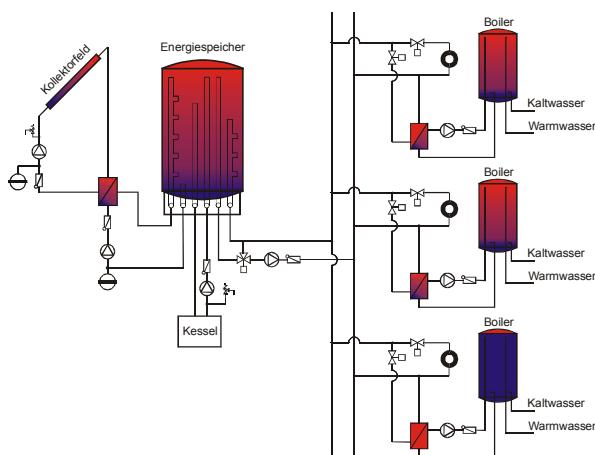 Boiler
Energiespeicher
Kollektorfeld
Kaltwasser
Warmwasser
Boiler
Kaltwasser
Warmwasser
Kessel
Boiler
Kaltwasser
Warmwasser